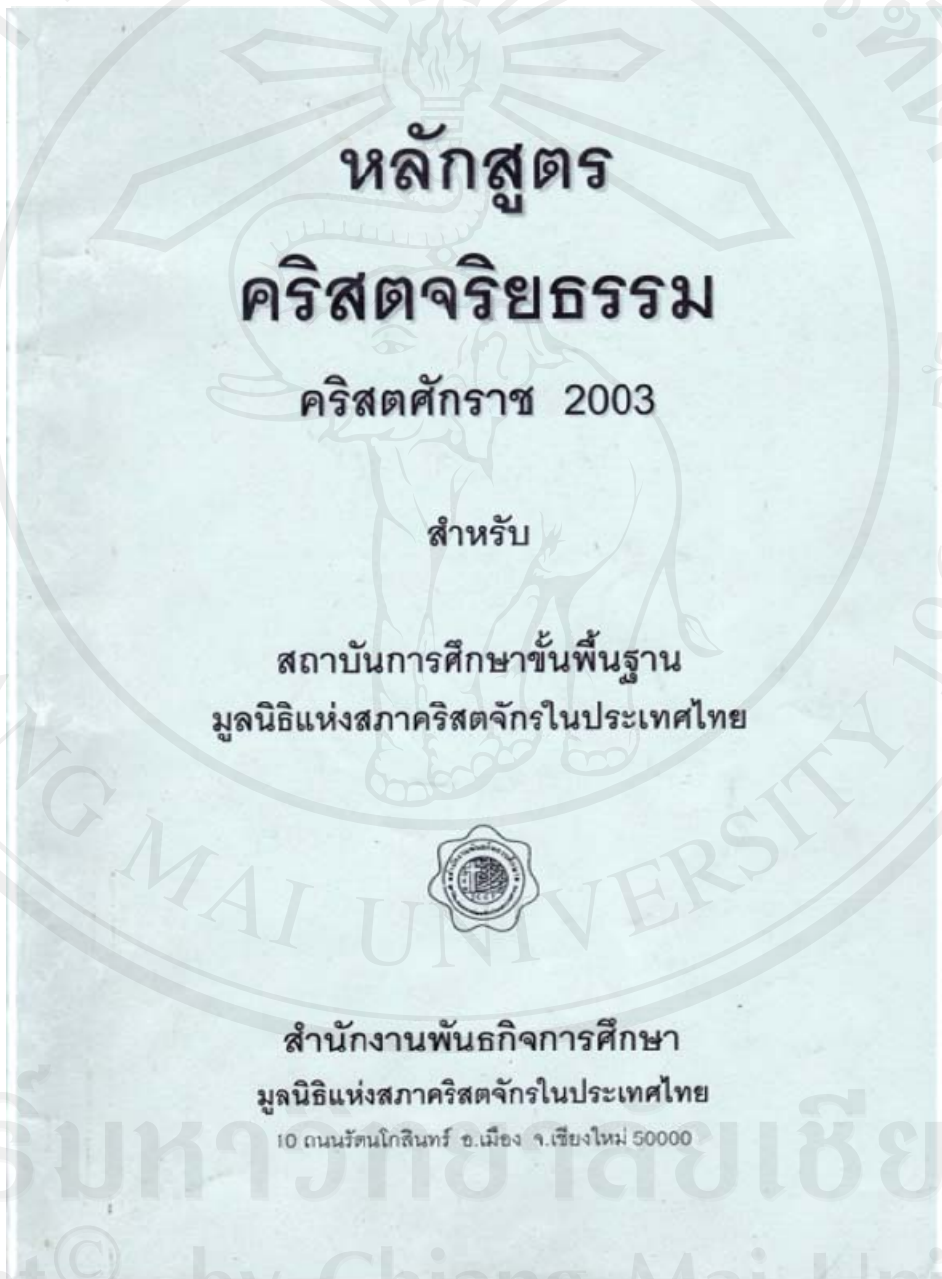 หลักสูตร
คริสตจริยธรรม
คริสตศักราช 2003
สำหรับ
สถาบันการศึกษาขั้นพื้นฐาน
มูลนิธิแห่งสภาคริสตจักรในประเทศไทย
MAI UNIVERSITY
สำนักงานพันธกิจการศึกษา
มูลนิธิแห่งสภาคริสตจักรในประเทศไทย
10 ถนนรัตนโกสินทร์ อ.เมือง จ.เชียงใหม่ 50000
by Chiang Mai